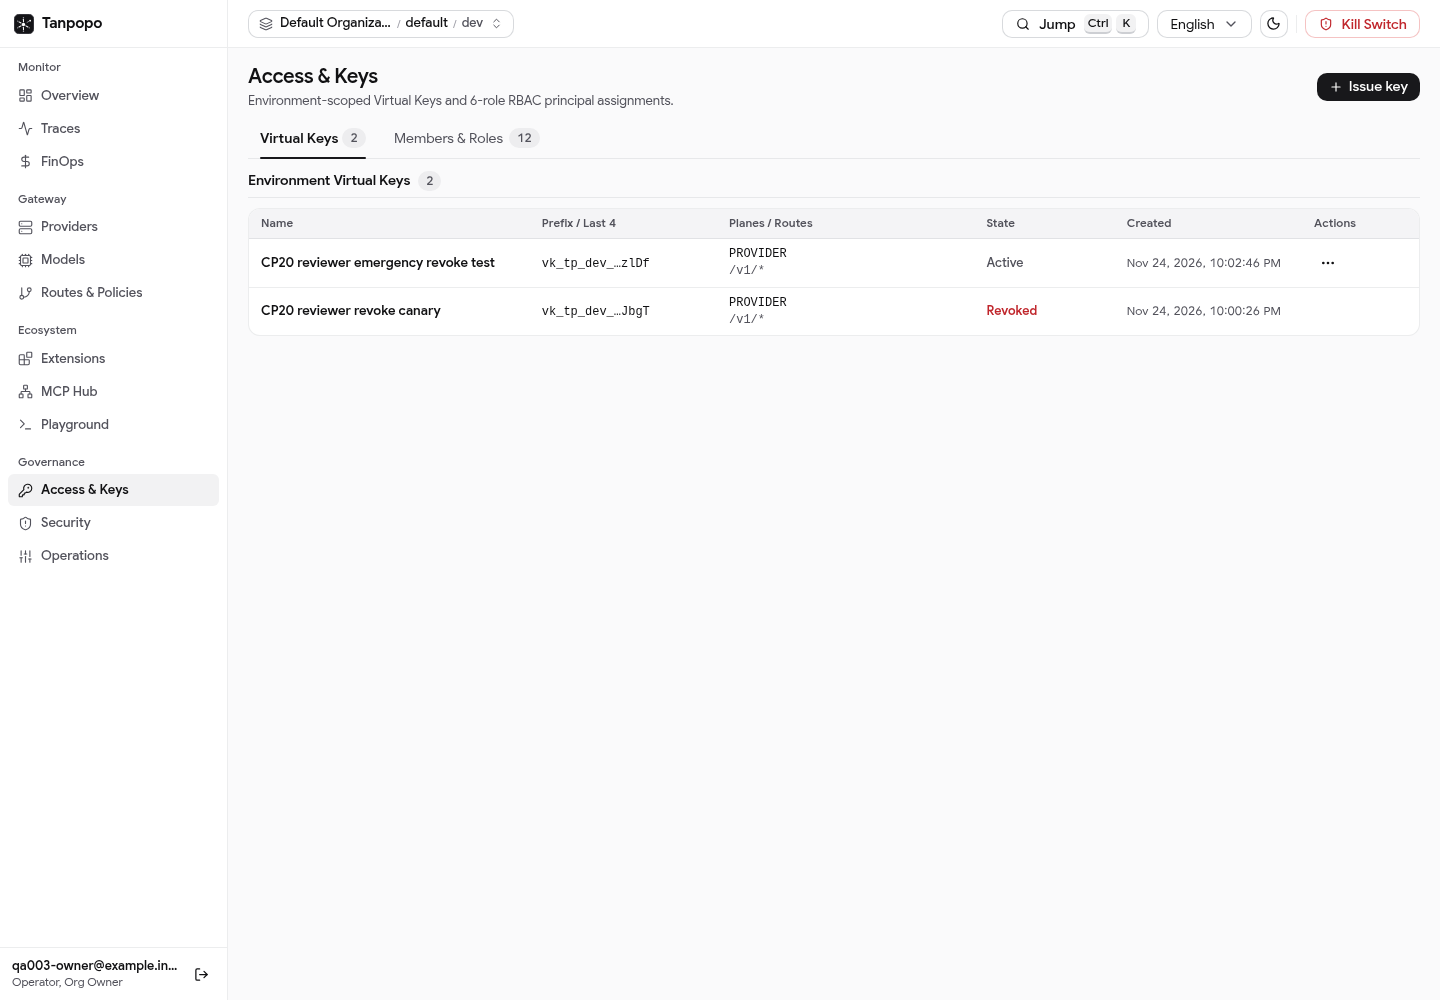 Tanpopo
Default Organiza... / default / dev
Jump Ctrl K
English
Kill Switch
Monitor
Overview
Traces
FinOps
Gateway
Providers
Models
Routes & Policies
Ecosystem
Extensions
MCP Hub
Playground
Governance
Access & Keys
Security
Operations
qa003-owner@example.in...
Operator, Org Owner
Access & Keys
Environment-scoped Virtual Keys and 6-role RBAC principal assignments.
Issue key
Virtual Keys 2 Members & Roles 12
Environment Virtual Keys 2
Name Prefix / Last 4 Planes / Routes State Created Actions
CP20 reviewer emergency revoke test vk_tp_dev_…zlDf PROVIDER Active Nov 24, 2026, 10:02:46 PM
/v1/*
CP20 reviewer revoke canary vk_tp_dev_…JbgT PROVIDER Revoked Nov 24, 2026, 10:00:26 PM
/v1/*